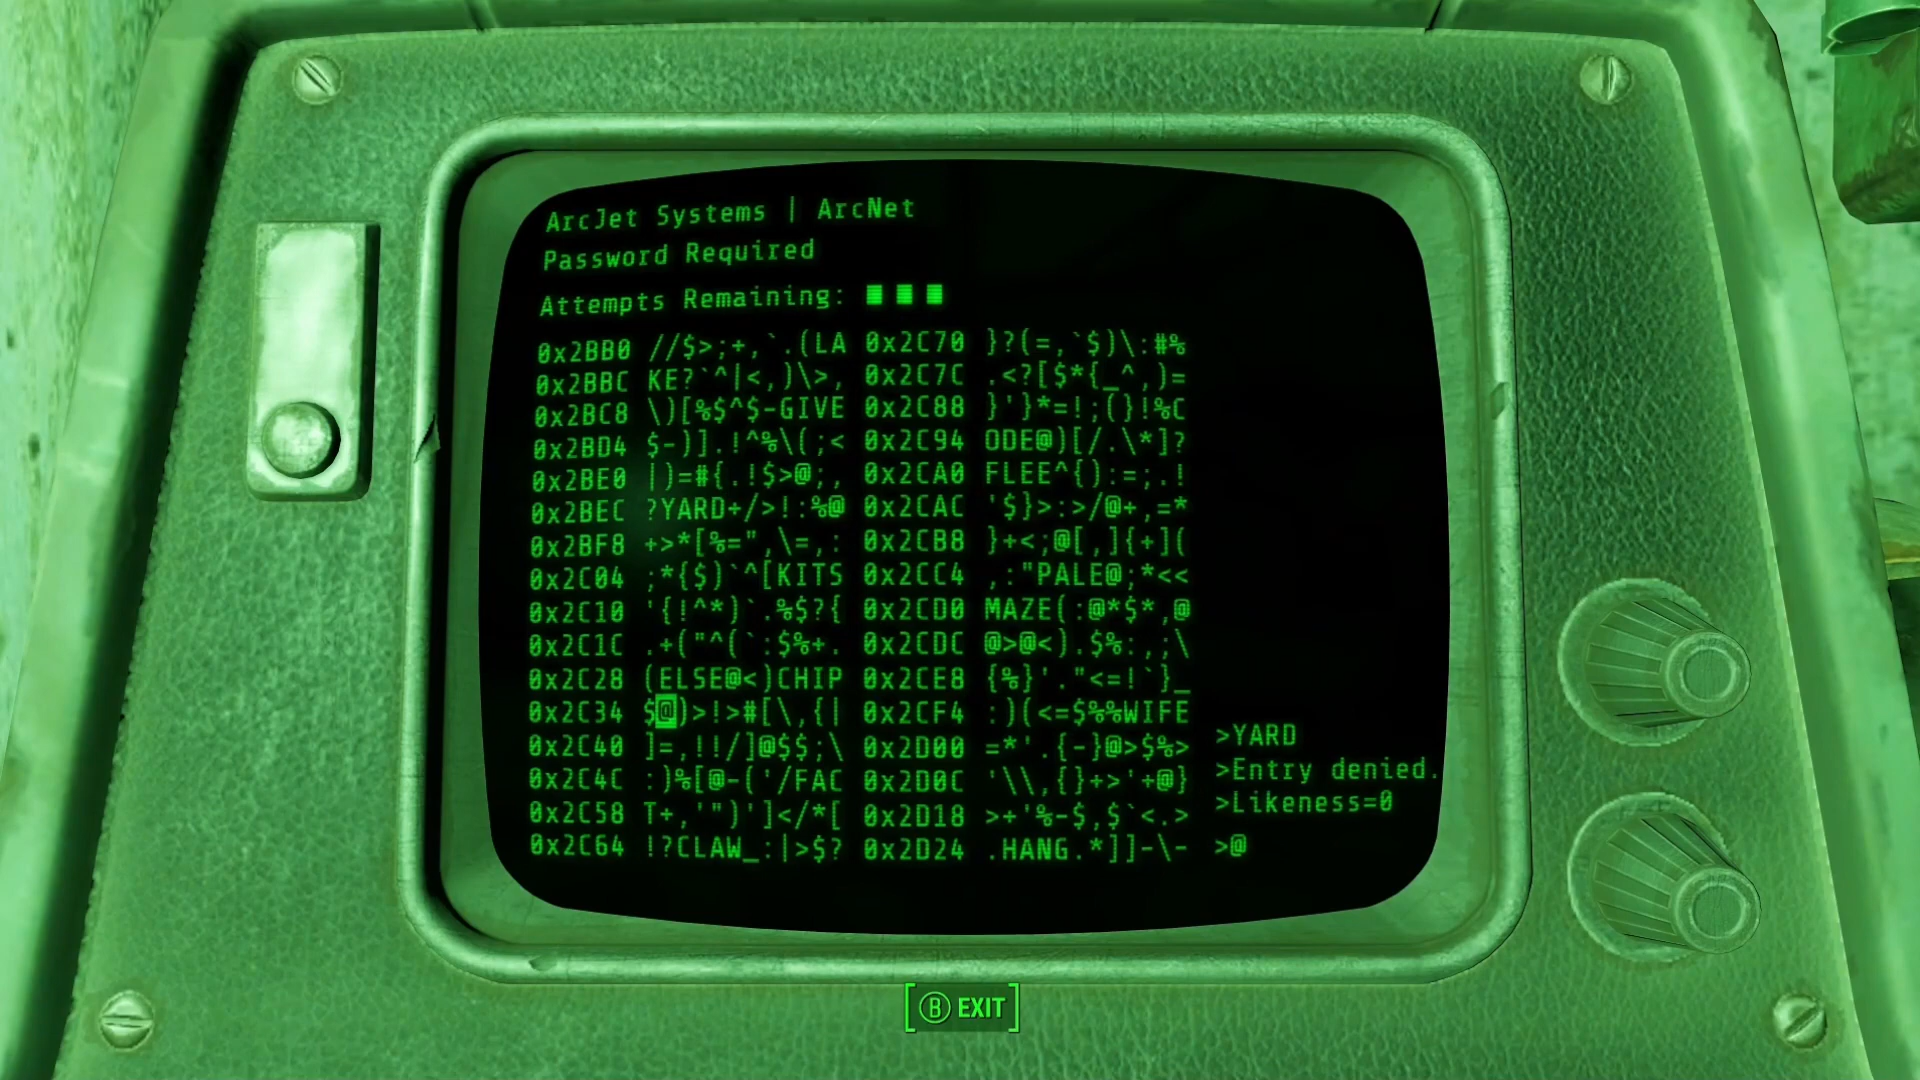 ArcJet Systems | ArcNet
Password Required
Attempts Remaining: ■ ■ ■
0x2BB0 //$>;+,`.(LA 0x2C70 }?(=,`$)\:#%
0x2BBC KE?`^|<,)\>, 0x2C7C .<?[$*{_^,)=
0x2BC8 \)[%$^$-GIVE 0x2C88 }'}*=!;(}!%C
0x2BD4 $-)].!^%\(;< 0x2C94 ODE@)[/.\*]?
0x2BE0 |)=#{.!$>@;, 0x2CA0 FLEE^{):=;.!
0x2BEC ?YARD+/>!:%@ 0x2CAC '$}>:>/@+,=*
0x2BF8 +>*[%=",\=,: 0x2CB8 }+<;@[,]{+](
0x2C04 ;*{$)`^[KITS 0x2CC4 ,:"PALE@;*<<
0x2C10 '{!^*)`.%$?{ 0x2CD0 MAZE(:@*$*,@
0x2C1C .+("^(`:$%+. 0x2CDC @>@<).$%:,;\
0x2C28 (ELSE@<)CHIP 0x2CE8 {%}'."<=!`}_
0x2C34 $@)>!>#[\,{| 0x2CF4 :)(<=$%%WIFE
0x2C40 ]=,!!/]@$$;\ 0x2D00 =*'.{-}@>$%>
0x2C4C :)%[@-('/FAC 0x2D0C '\\,{}+>'+@}
0x2C58 T+,'")']</*[ 0x2D18 >+'%-$,$`<.>
0x2C64 !?CLAW_:|>$? 0x2D24 .HANG.*]]-\-
>YARD
>Entry denied.
>Likeness=0
>@
B EXIT